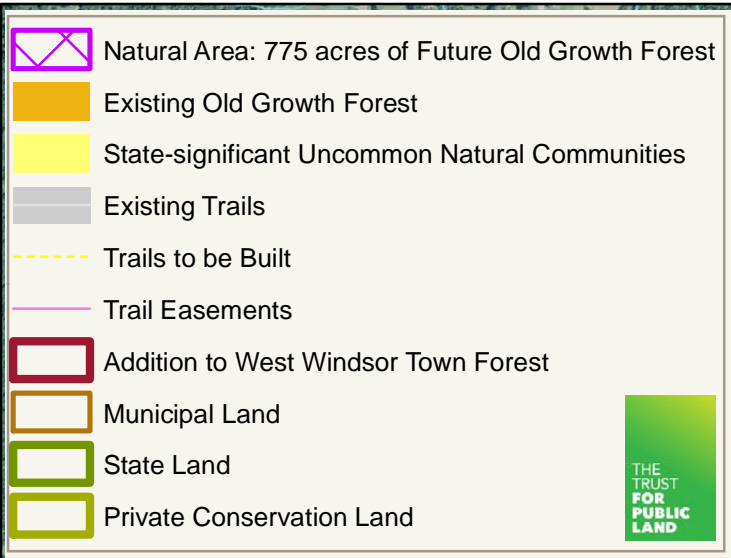 Natural Area: 775 acres of Future Old Growth Forest
Existing Old Growth Forest
State-significant Uncommon Natural Communities
Existing Trails
Trails to be Built
Trail Easements
Addition to West Windsor Town Forest
Municipal Land
State Land
Private Conservation Land
THE
TRUST
FOR
PUBLIC
LAND